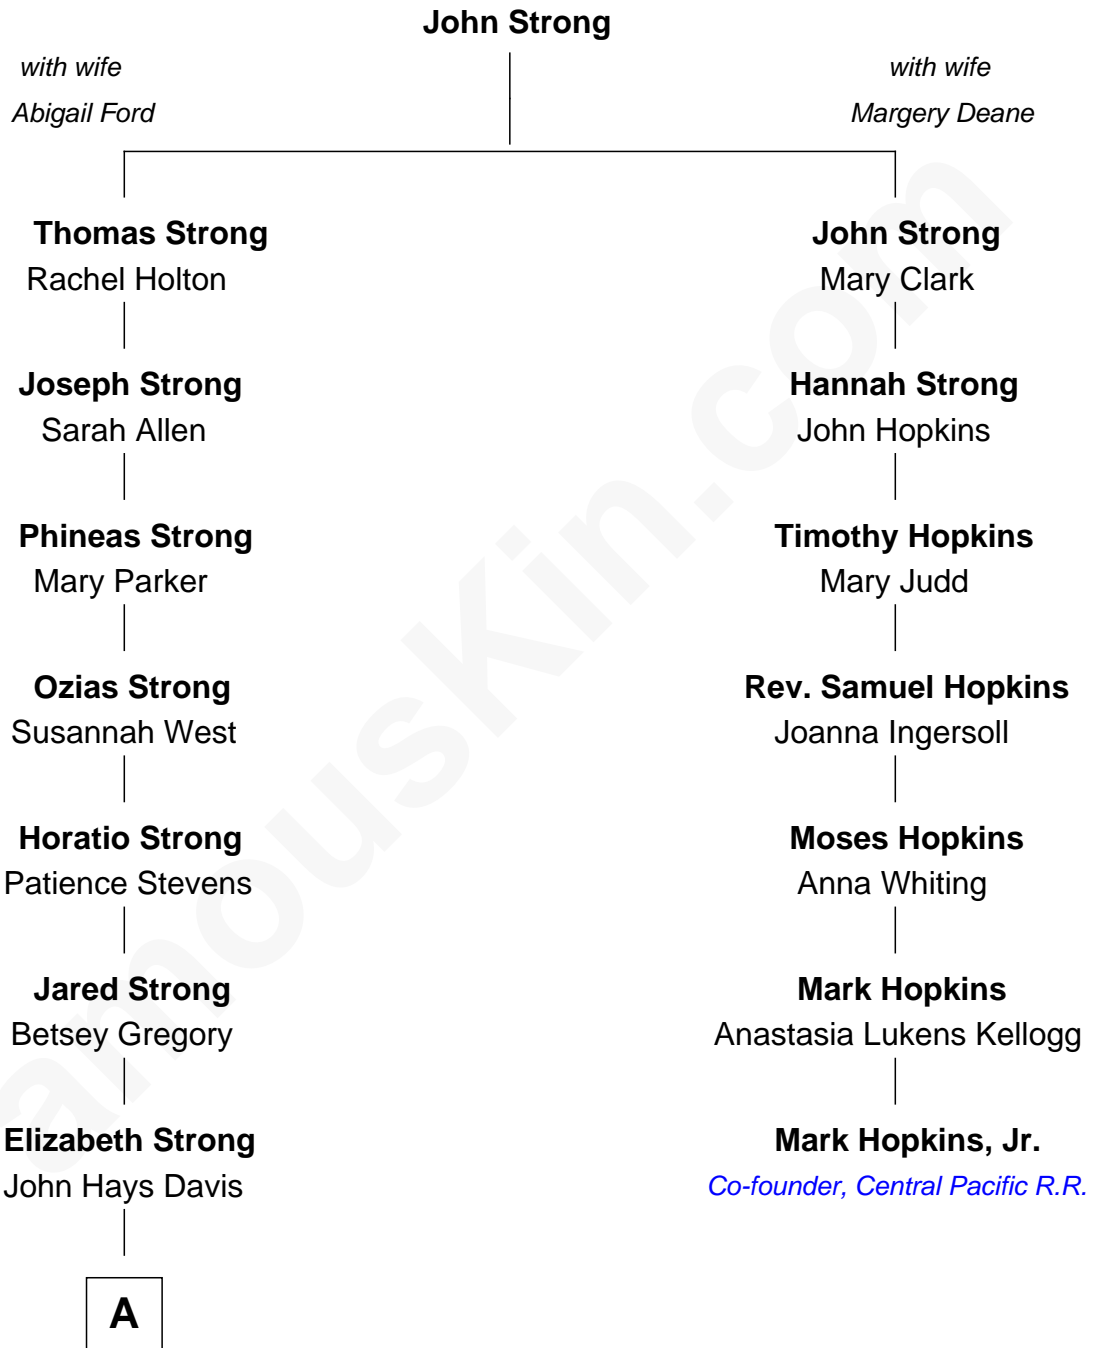 John Strong
with wife
Abigail Ford
with wife
Margery Deane
Thomas Strong
Rachel Holton
John Strong
Mary Clark
Joseph Strong
Sarah Allen
Hannah Strong
John Hopkins
Phineas Strong
Mary Parker
Timothy Hopkins
Mary Judd
Ozias Strong
Susannah West
Rev. Samuel Hopkins
Joanna Ingersoll
Horatio Strong
Patience Stevens
Moses Hopkins
Anna Whiting
Jared Strong
Betsey Gregory
Mark Hopkins
Anastasia Lukens Kellogg
Elizabeth Strong
John Hays Davis
Mark Hopkins, Jr.
Co-founder, Central Pacific R.R.
A
amousKin.com